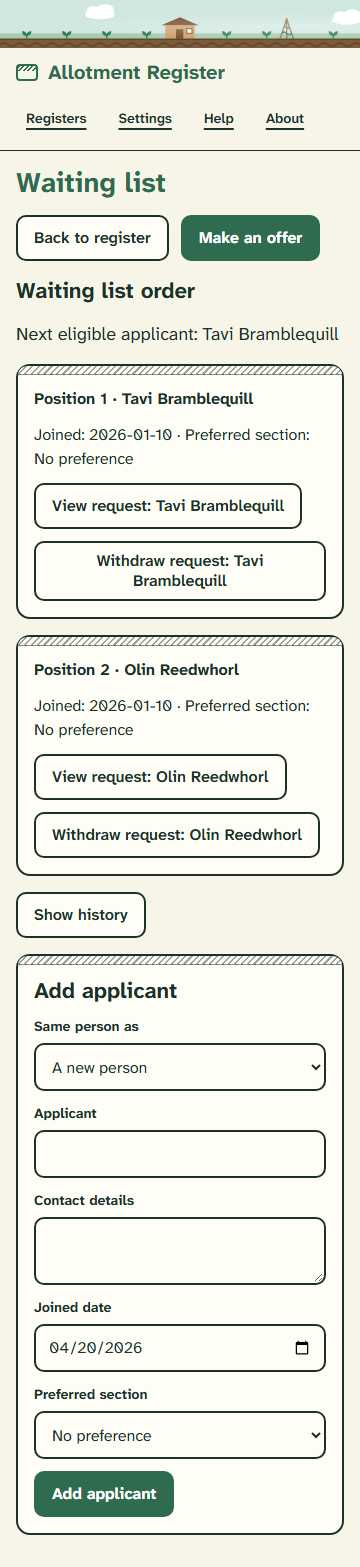 Allotment Register
Registers Settings Help About
Waiting list
Back to register Make an offer
Waiting list order
Next eligible applicant: Tavi Bramblequill
Position 1 · Tavi Bramblequill
Joined: 2026-01-10 · Preferred section:
No preference
View request: Tavi Bramblequill
Withdraw request: Tavi
Bramblequill
Position 2 · Olin Reedwhorl
Joined: 2026-01-10 · Preferred section:
No preference
View request: Olin Reedwhorl
Withdraw request: Olin Reedwhorl
Show history
Add applicant
Same person as
A new person
Applicant
Contact details
Joined date
04/20/2026
Preferred section
No preference
Add applicant